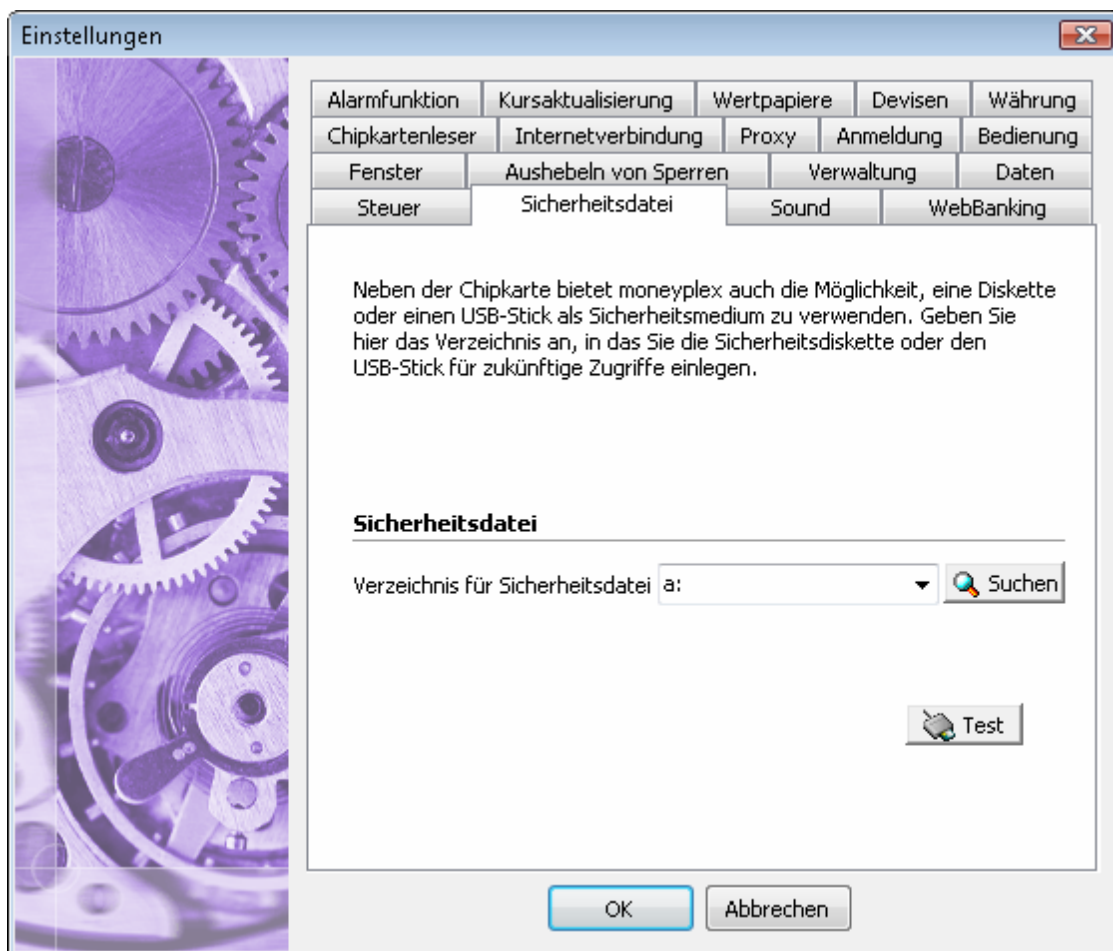 Einstellungen
Alarmfunktion Kursaktualisierung Wertpapiere Devisen Währung
Chipkartenleser Internetverbindung Proxy Anmeldung Bedienung
Fenster Aushebeln von Sperren Verwaltung Daten
Steuer Sicherheitsdatei Sound WebBanking
Neben der Chipkarte bietet moneyplex auch die Möglichkeit, eine Diskette
oder einen USB-Stick als Sicherheitsmedium zu verwenden. Geben Sie
hier das Verzeichnis an, in das Sie die Sicherheitsdiskette oder den
USB-Stick für zukünftige Zugriffe einlegen.
Sicherheitsdatei
Verzeichnis für Sicherheitsdatei a: Suchen
Test
OK Abbrechen